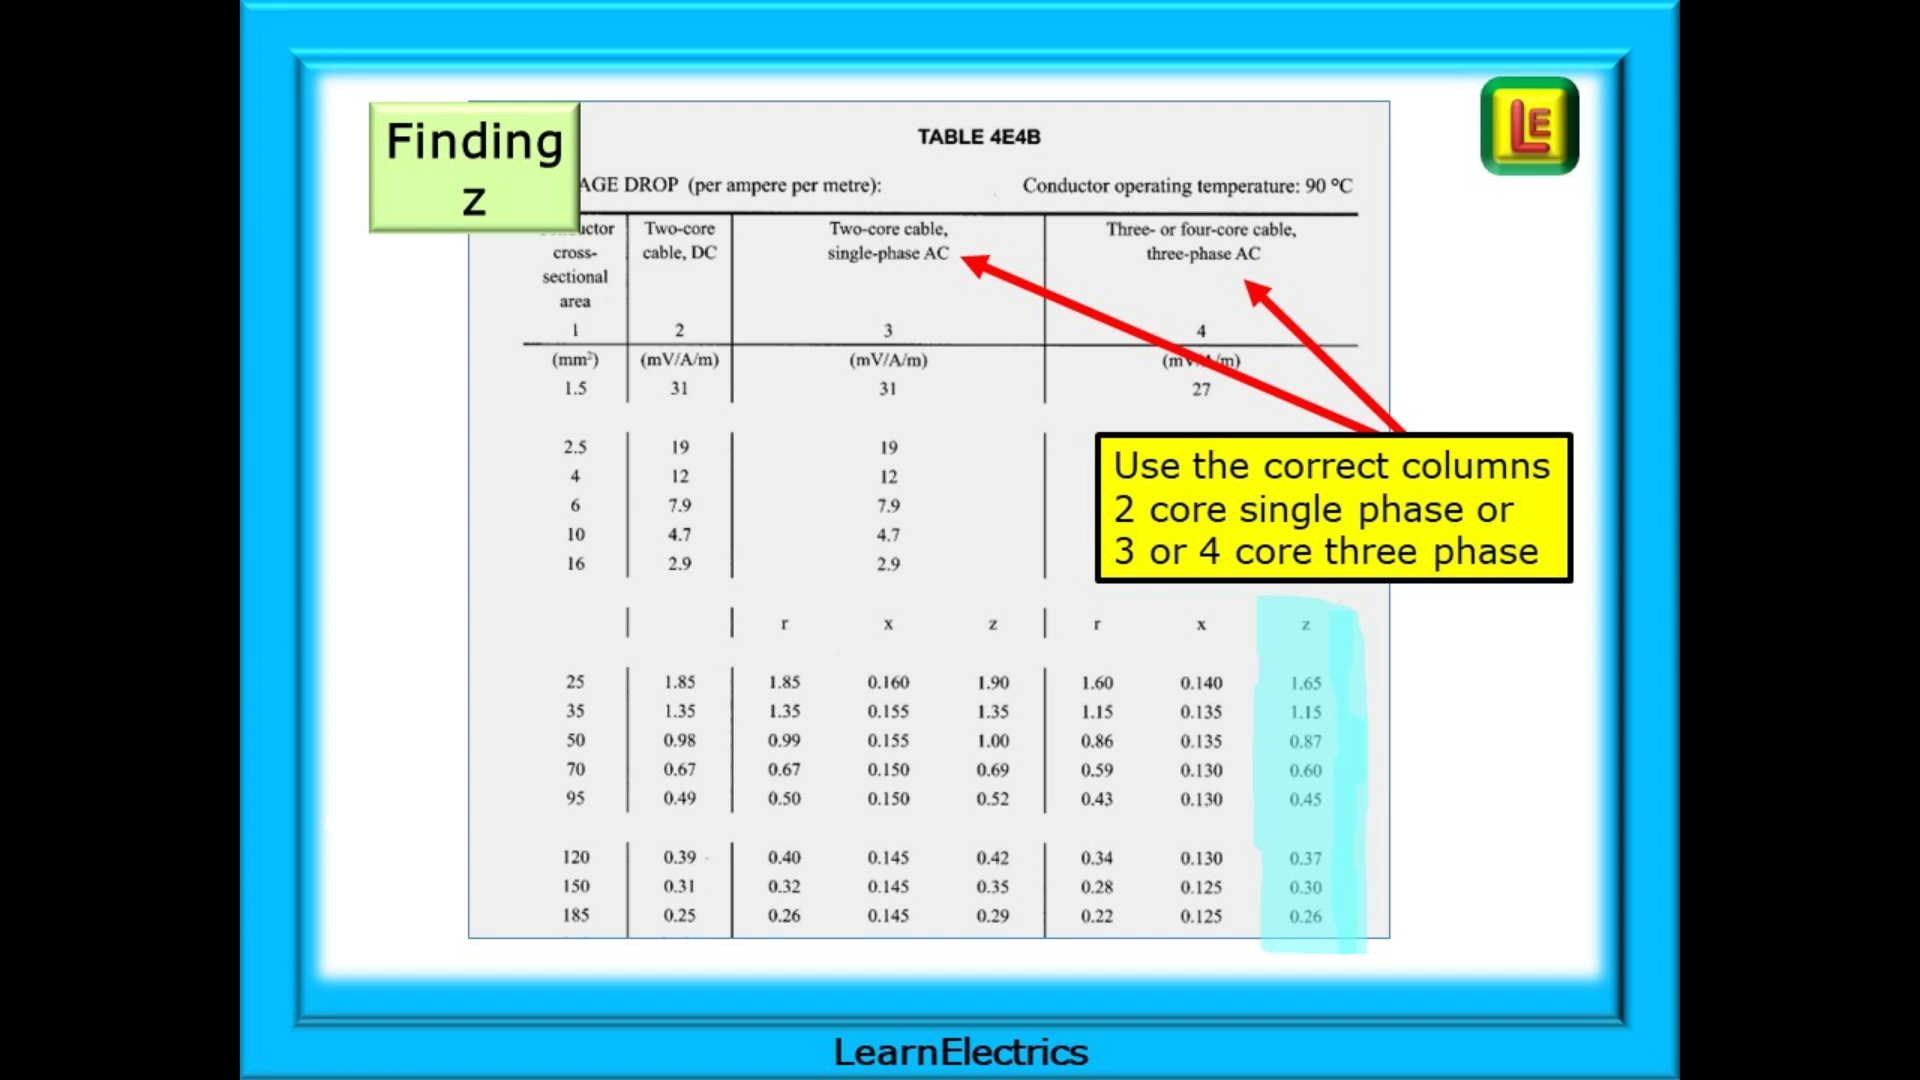 Finding
z
LE
TABLE 4E4B
AGE DROP (per ampere per metre): Conductor operating temperature: 90 °C
uctor Two-core Two-core cable, Three- or four-core cable,
cross- cable, DC single-phase AC three-phase AC
sectional
area
1 2 3 4
(mm²) (mV/A/m) (mV/A/m) (mV/A/m)
1.5 31 31 27
2.5 19 19
4 12 12
6 7.9 7.9
10 4.7 4.7
16 2.9 2.9
Use the correct columns
2 core single phase or
3 or 4 core three phase
r x z r x z
25 1.85 1.85 0.160 1.90 1.60 0.140 1.65
35 1.35 1.35 0.155 1.35 1.15 0.135 1.15
50 0.98 0.99 0.155 1.00 0.86 0.135 0.87
70 0.67 0.67 0.150 0.69 0.59 0.130 0.60
95 0.49 0.50 0.150 0.52 0.43 0.130 0.45
120 0.39 0.40 0.145 0.42 0.34 0.130 0.37
150 0.31 0.32 0.145 0.35 0.28 0.125 0.30
185 0.25 0.26 0.145 0.29 0.22 0.125 0.26
LearnElectrics